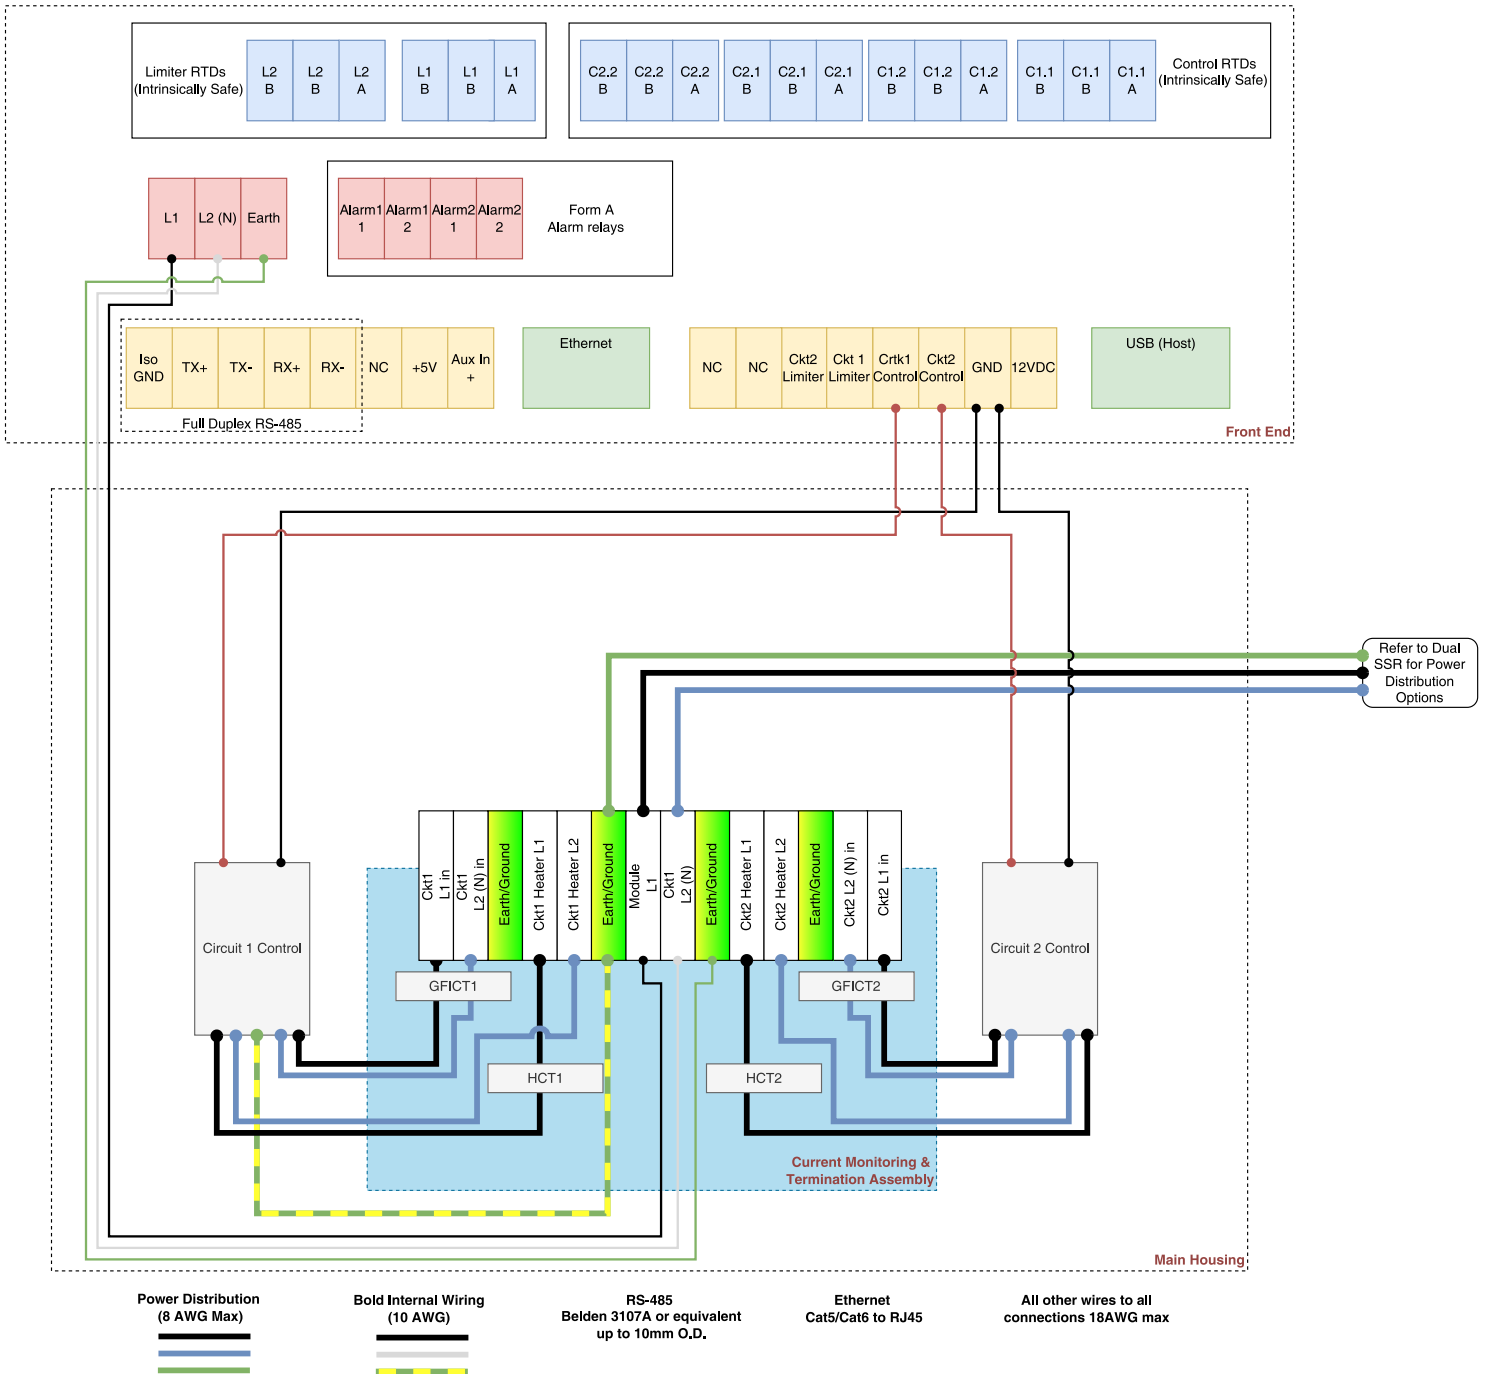 Limiter RTDs
(Intrinsically Safe)
L2
B
L2
B
L2
A
L1
B
L1
B
L1
A
C2.2
B
C2.2
B
C2.2
A
C2.1
B
C2.1
B
C2.1
A
C1.2
B
C1.2
B
C1.2
A
C1.1
B
C1.1
B
C1.1
A
Control RTDs
(Intrinsically Safe)
L1
L2 (N)
Earth
Alarm1
1
Alarm1
2
Alarm2
1
Alarm2
2
Form A
Alarm relays
Iso
GND
TX+
TX-
RX+
RX-
NC
+5V
Aux In
+
Full Duplex RS-485
Ethernet
NC
NC
Ckt2
Limiter
Ckt 1
Limiter
Crtk1
Control
Ckt2
Control
GND
12VDC
USB (Host)
Front End
Refer to Dual
SSR for Power
Distribution
Options
Circuit 1 Control
Ckt1
L1 in
Ckt1
L2 (N) in
Earth/Ground
Ckt1 Heater L1
Ckt1 Heater L2
Earth/Ground
Module
L1
Ckt1
L2 (N)
Earth/Ground
Ckt2 Heater L1
Ckt2 Heater L2
Earth/Ground
Ckt2 L2 (N) in
Ckt2 L1 in
Circuit 2 Control
GFICT1
GFICT2
HCT1
HCT2
Current Monitoring &
Termination Assembly
Main Housing
Power Distribution
(8 AWG Max)
Bold Internal Wiring
(10 AWG)
RS-485
Belden 3107A or equivalent
up to 10mm O.D.
Ethernet
Cat5/Cat6 to RJ45
All other wires to all
connections 18AWG max